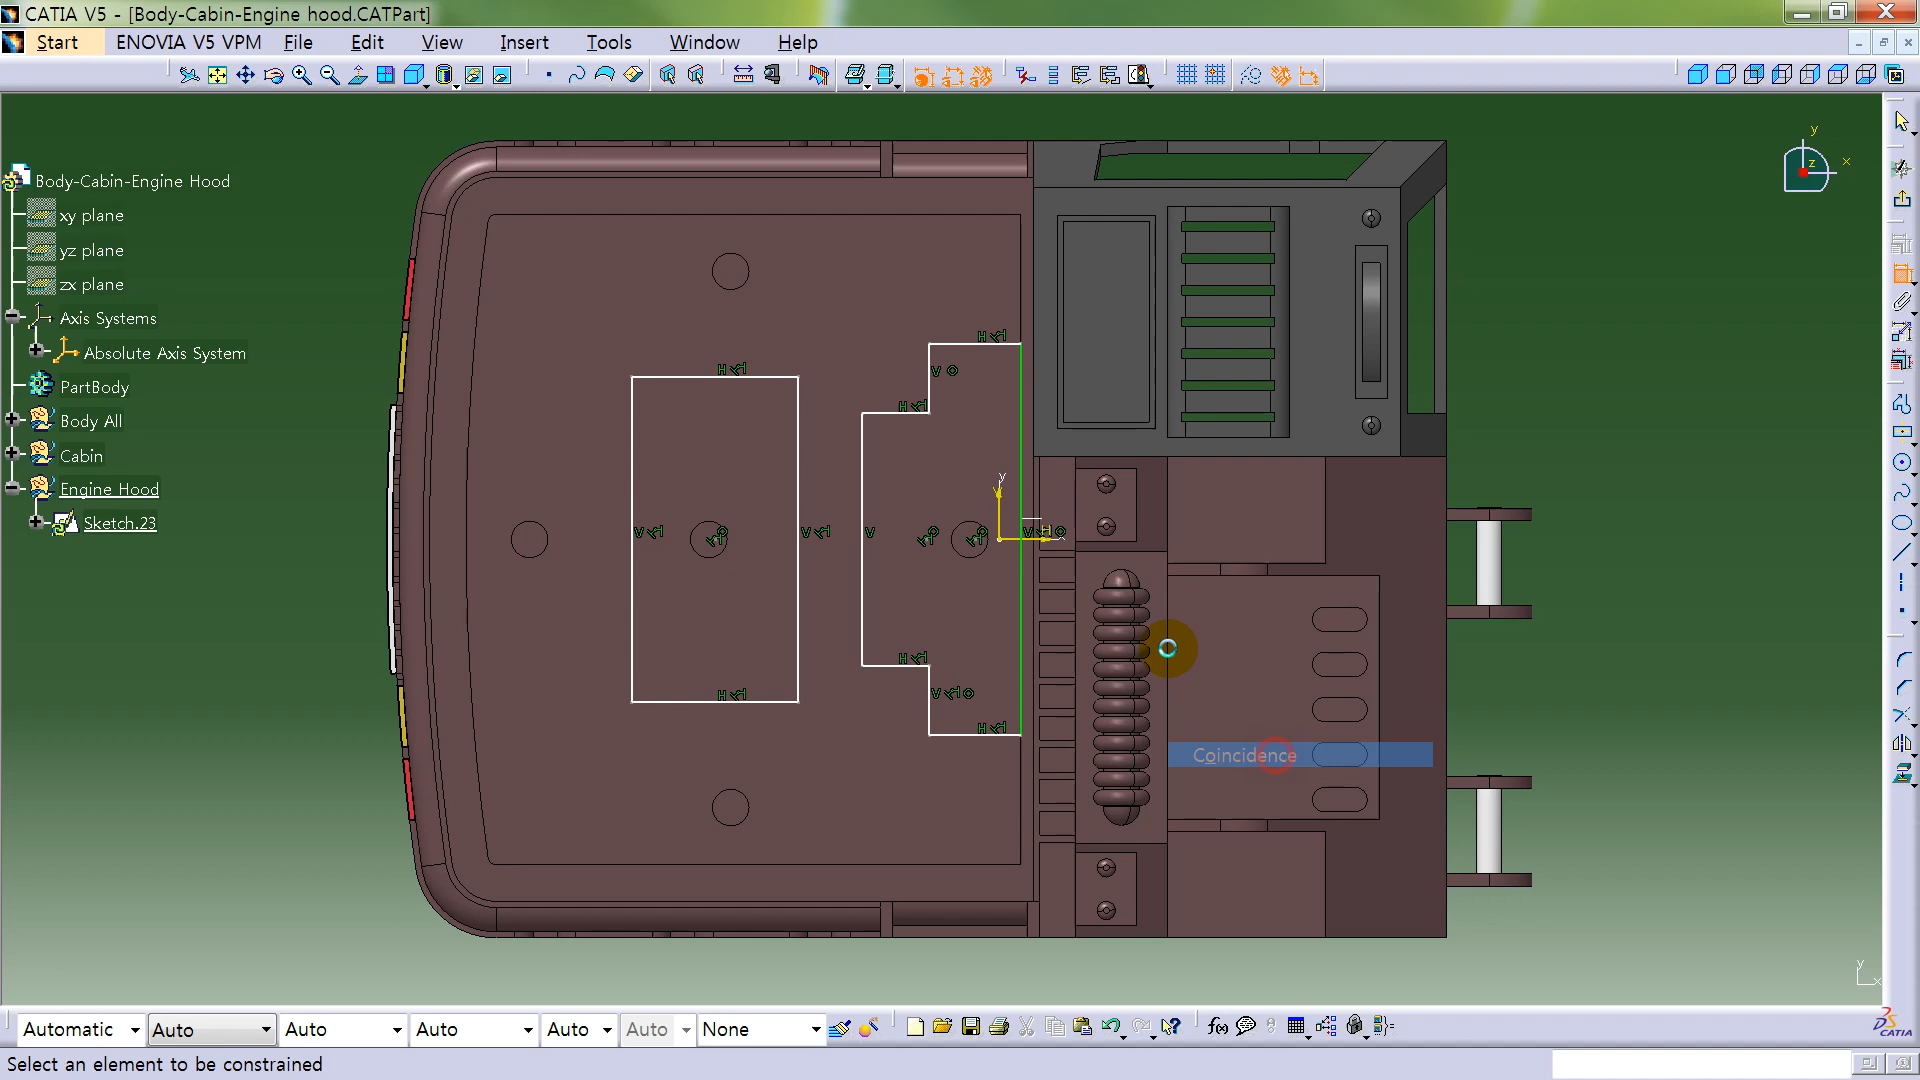 CATIA V5 - [Body-Cabin-Engine hood.CATPart]
Start ENOVIA V5 VPM File Edit View Insert Tools Window Help
y
x
z
Body-Cabin-Engine Hood
xy plane
yz plane
zx plane
Axis Systems
Absolute Axis System
PartBody
Body All
Cabin
Engine Hood
Sketch.23
H
H
V
H
y
V V V V H
H
H
V
H
Coincidence
y
x
Automatic Auto Auto Auto Auto Auto None
f(x)
CATIA
Select an element to be constrained